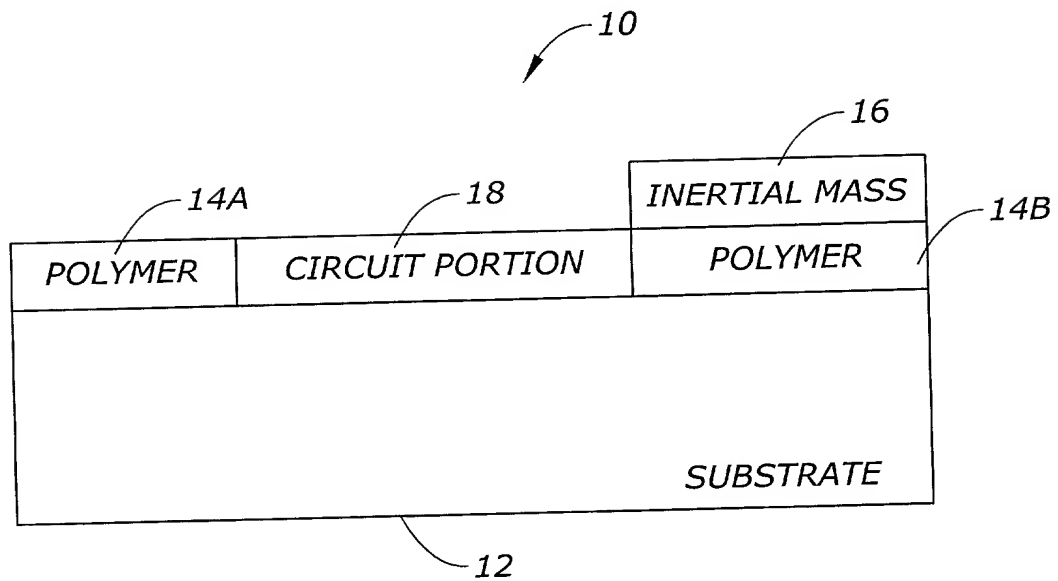 10
16
INERTIAL MASS
14A
18
14B
POLYMER
CIRCUIT PORTION
POLYMER
SUBSTRATE
12